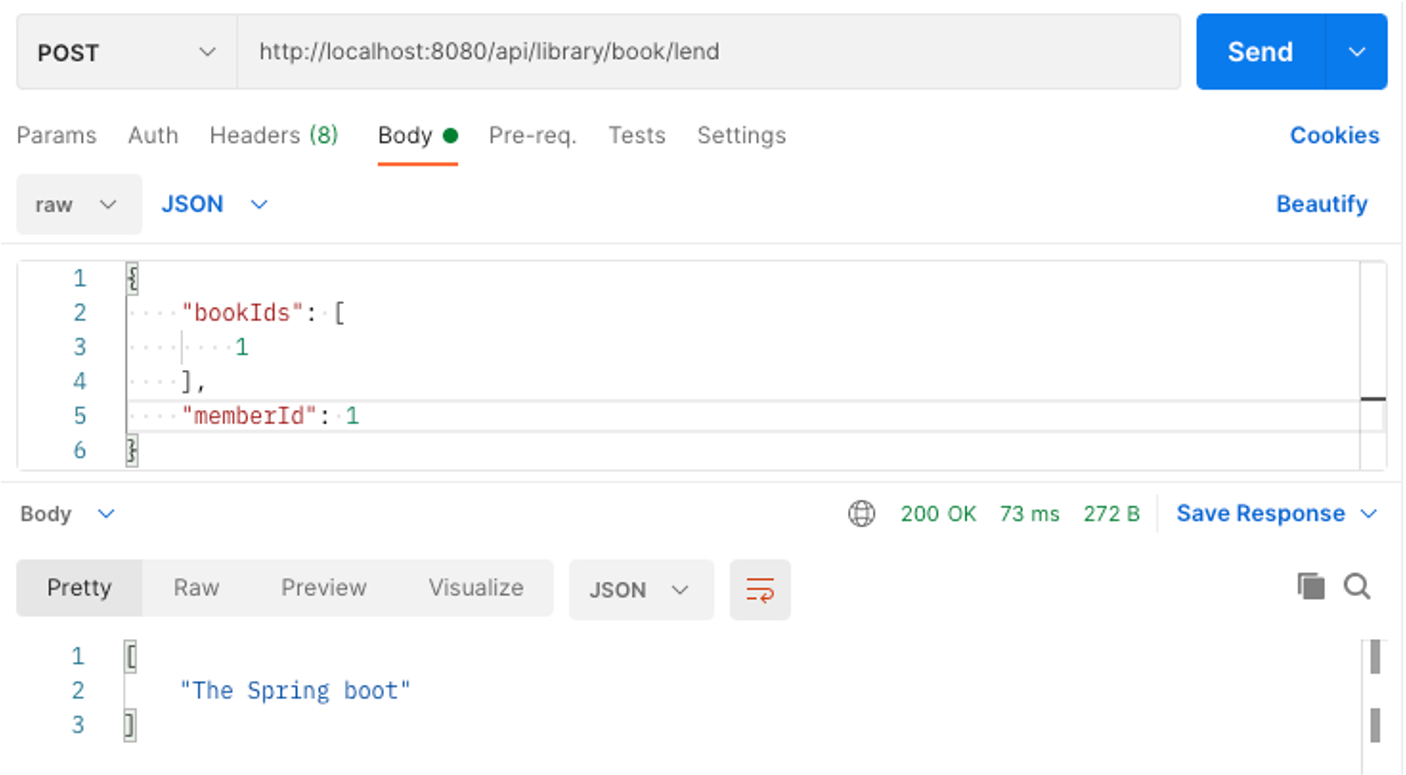 POST http://localhost:8080/api/library/book/lend Send
Params Auth Headers (8) Body Pre-req. Tests Settings Cookies
raw JSON Beautify
1 {
2 "bookIds": [
3 1
4 ],
5 "memberId": 1
6 }
Body 200 OK 73 ms 272 B Save Response
Pretty Raw Preview Visualize JSON
1 [
2 "The Spring boot"
3 ]